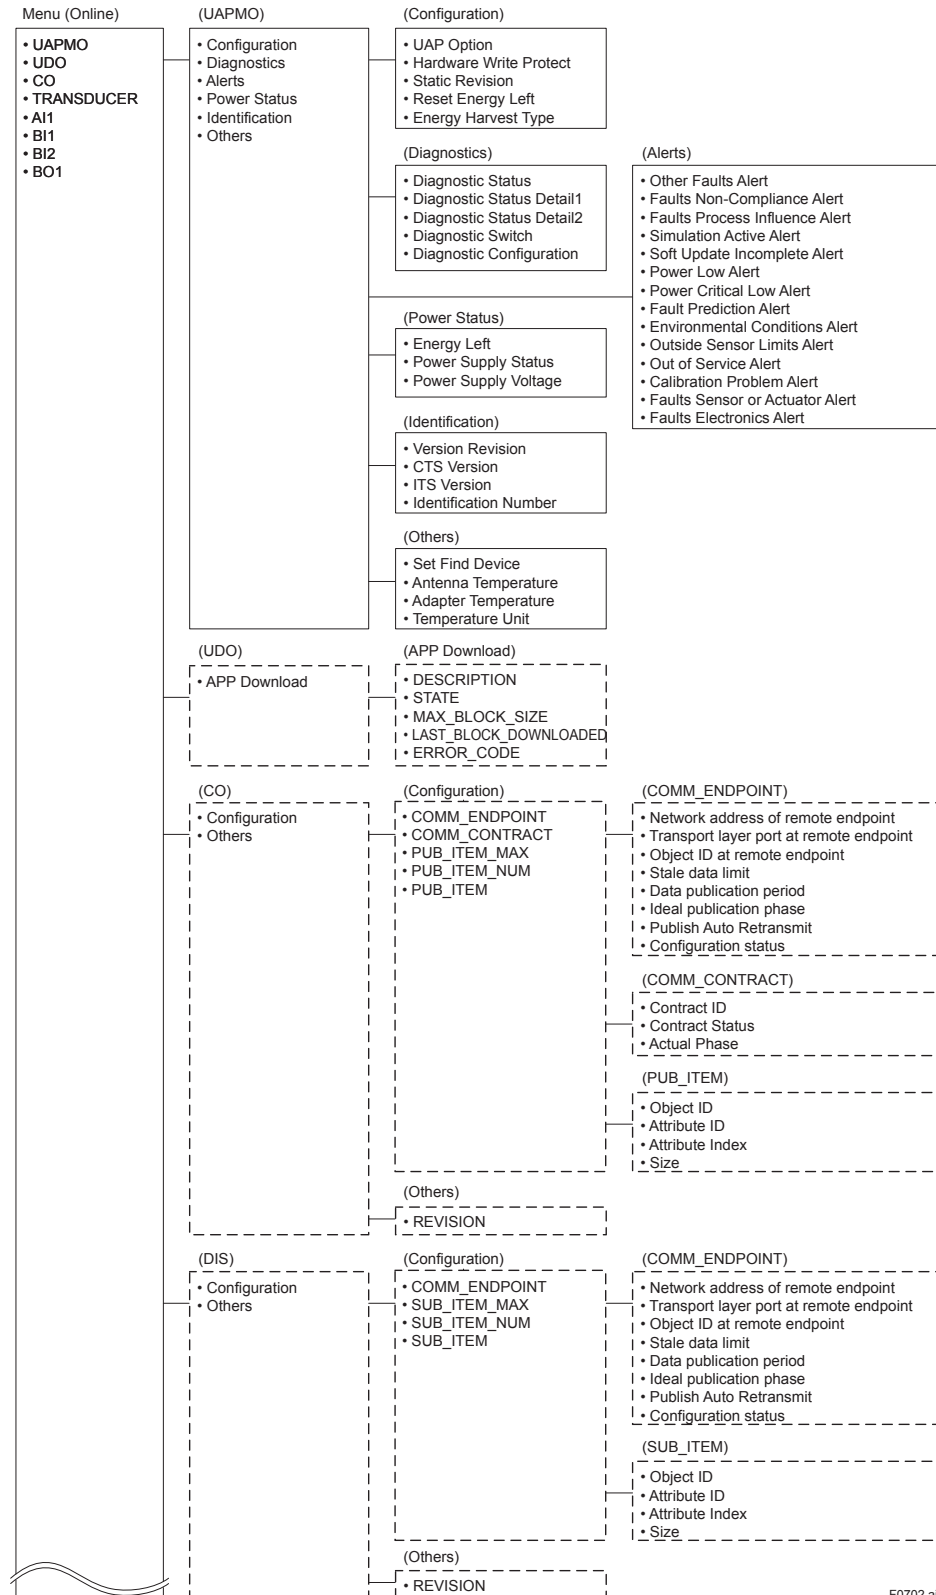 Menu (Online)
• UAPMO
• UDO
• CO
• TRANSDUCER
• AI1
• BI1
• BI2
• BO1
(UAPMO)
• Configuration
• Diagnostics
• Alerts
• Power Status
• Identification
• Others
(Configuration)
• UAP Option
• Hardware Write Protect
• Static Revision
• Reset Energy Left
• Energy Harvest Type
(Diagnostics)
• Diagnostic Status
• Diagnostic Status Detail1
• Diagnostic Status Detail2
• Diagnostic Switch
• Diagnostic Configuration
(Alerts)
• Other Faults Alert
• Faults Non-Compliance Alert
• Faults Process Influence Alert
• Simulation Active Alert
• Soft Update Incomplete Alert
• Power Low Alert
• Power Critical Low Alert
• Fault Prediction Alert
• Environmental Conditions Alert
• Outside Sensor Limits Alert
• Out of Service Alert
• Calibration Problem Alert
• Faults Sensor or Actuator Alert
• Faults Electronics Alert
(Power Status)
• Energy Left
• Power Supply Status
• Power Supply Voltage
(Identification)
• Version Revision
• CTS Version
• ITS Version
• Identification Number
(Others)
• Set Find Device
• Antenna Temperature
• Adapter Temperature
• Temperature Unit
(UDO)
• APP Download
(APP Download)
• DESCRIPTION
• STATE
• MAX_BLOCK_SIZE
• LAST_BLOCK_DOWNLOADED
• ERROR_CODE
(CO)
• Configuration
• Others
(Configuration)
• COMM_ENDPOINT
• COMM_CONTRACT
• PUB_ITEM_MAX
• PUB_ITEM_NUM
• PUB_ITEM
(COMM_ENDPOINT)
• Network address of remote endpoint
• Transport layer port at remote endpoint
• Object ID at remote endpoint
• Stale data limit
• Data publication period
• Ideal publication phase
• Publish Auto Retransmit
• Configuration status
(COMM_CONTRACT)
• Contract ID
• Contract Status
• Actual Phase
(PUB_ITEM)
• Object ID
• Attribute ID
• Attribute Index
• Size
(Others)
• REVISION
(DIS)
• Configuration
• Others
(Configuration)
• COMM_ENDPOINT
• SUB_ITEM_MAX
• SUB_ITEM_NUM
• SUB_ITEM
(COMM_ENDPOINT)
• Network address of remote endpoint
• Transport layer port at remote endpoint
• Object ID at remote endpoint
• Stale data limit
• Data publication period
• Ideal publication phase
• Publish Auto Retransmit
• Configuration status
(SUB_ITEM)
• Object ID
• Attribute ID
• Attribute Index
• Size
(Others)
• REVISION